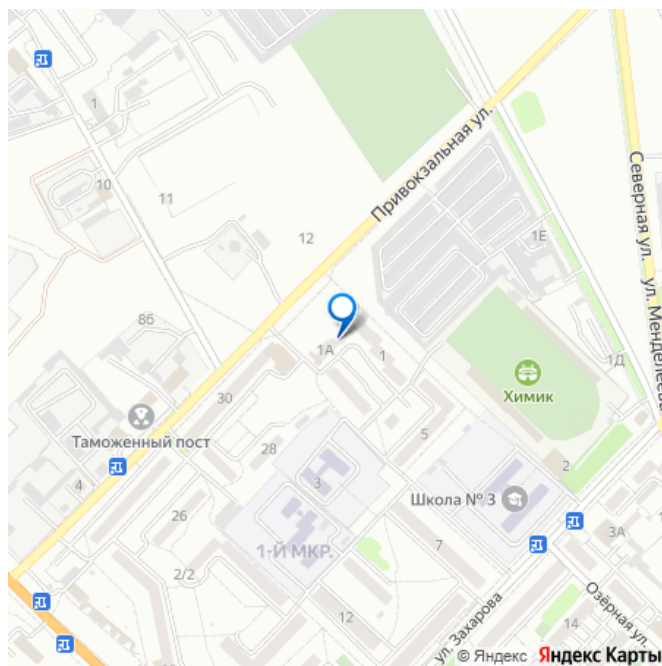 1
10
11
12
Привокзальная ул.
Северная ул.
ул. Менделеева
1Е
86
1А
1
1Д
Химик
30
Таможенный пост
5
28
2
4
3
Школа № 3
26
3А
1-Й МКР.
7
2/2
Озёрная ул.
12
14
ул. Захарова
© Яндекс Яндекс Карты